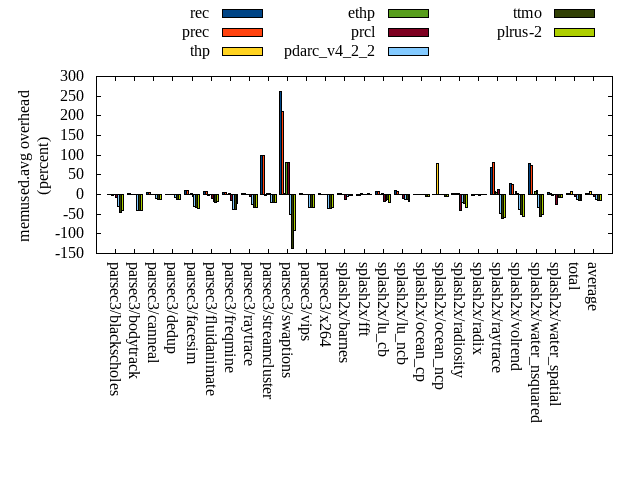 rec
prec
thp
ethp
prcl
pdarc_v4_2_2
ttmo
plrus-2
memused.avg overhead
(percent)
300
250
200
150
100
50
0
-50
-100
-150
parsec3/blackscholes
parsec3/bodytrack
parsec3/canneal
parsec3/dedup
parsec3/facesim
parsec3/fluidanimate
parsec3/freqmine
parsec3/raytrace
parsec3/streamcluster
parsec3/swaptions
parsec3/vips
parsec3/x264
splash2x/barnes
splash2x/fft
splash2x/lu_cb
splash2x/lu_ncb
splash2x/ocean_cp
splash2x/ocean_ncp
splash2x/radiosity
splash2x/radix
splash2x/raytrace
splash2x/volrend
splash2x/water_nsquared
splash2x/water_spatial
total
average